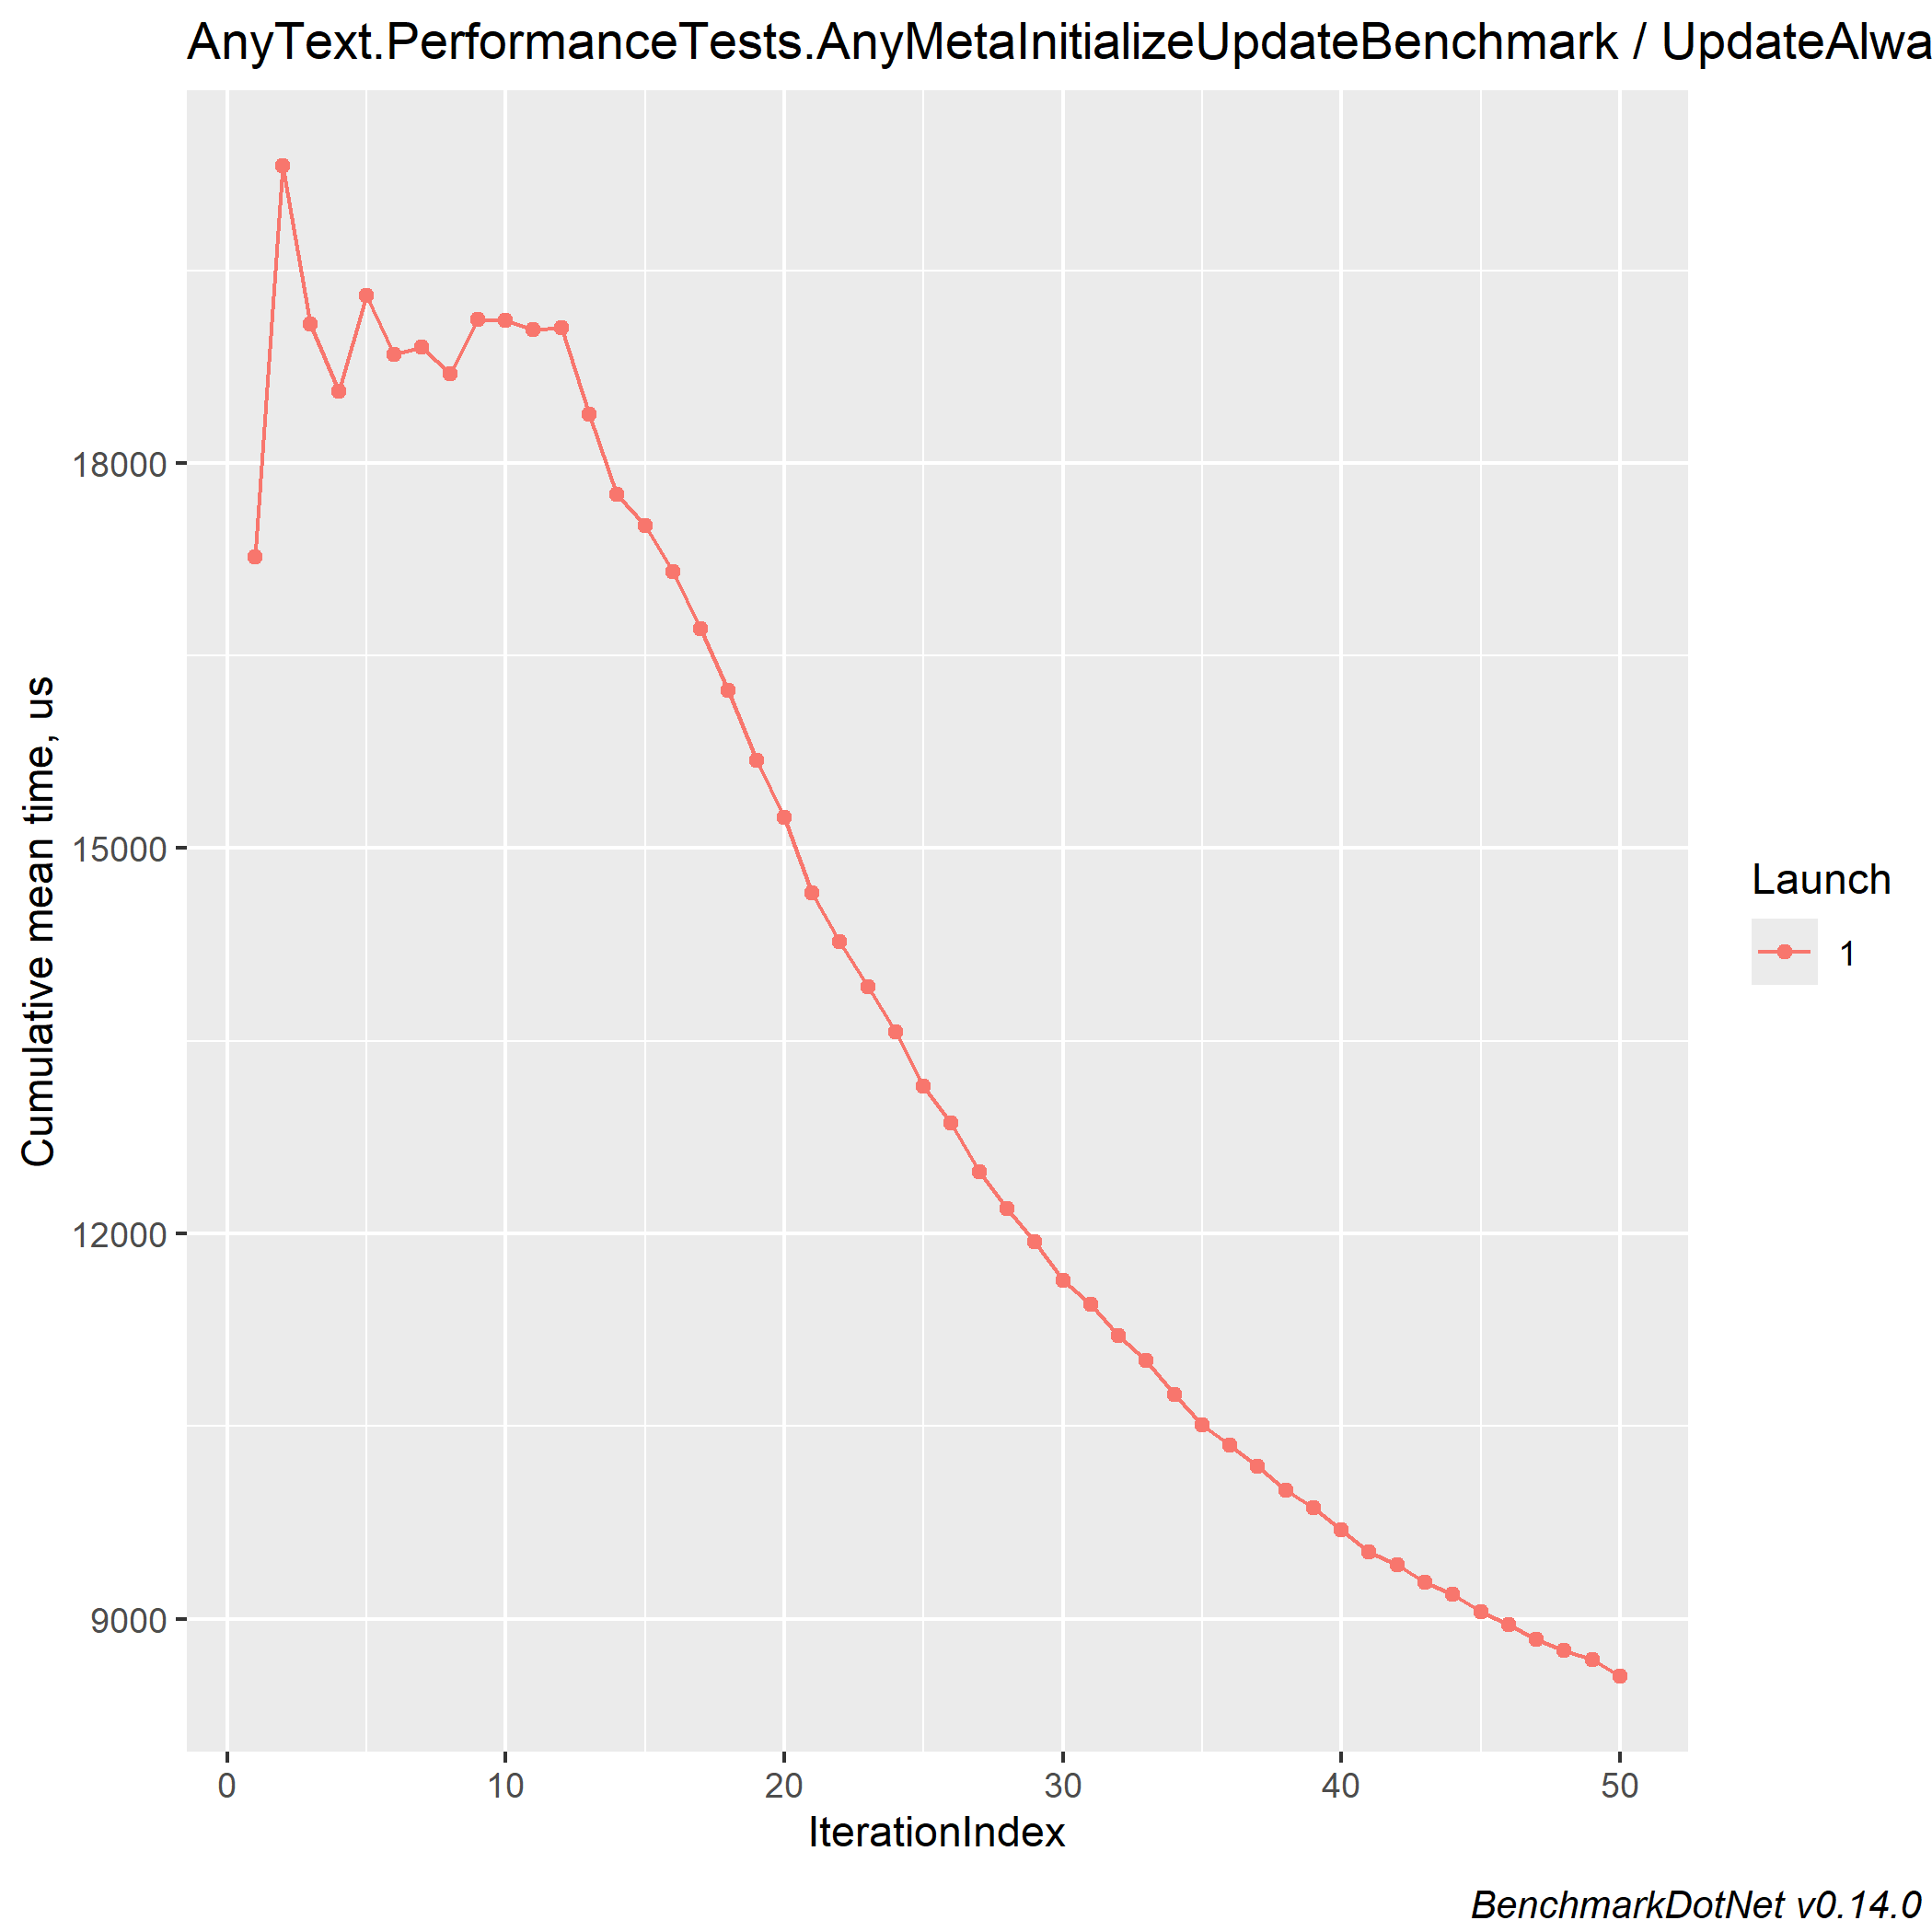 AnyText.PerformanceTests.AnyMetaInitializeUpdateBenchmark / UpdateAlwa
Cumulative mean time, us
18000
15000
12000
9000
0 10 20 30 40 50
IterationIndex
Launch
1
BenchmarkDotNet v0.14.0